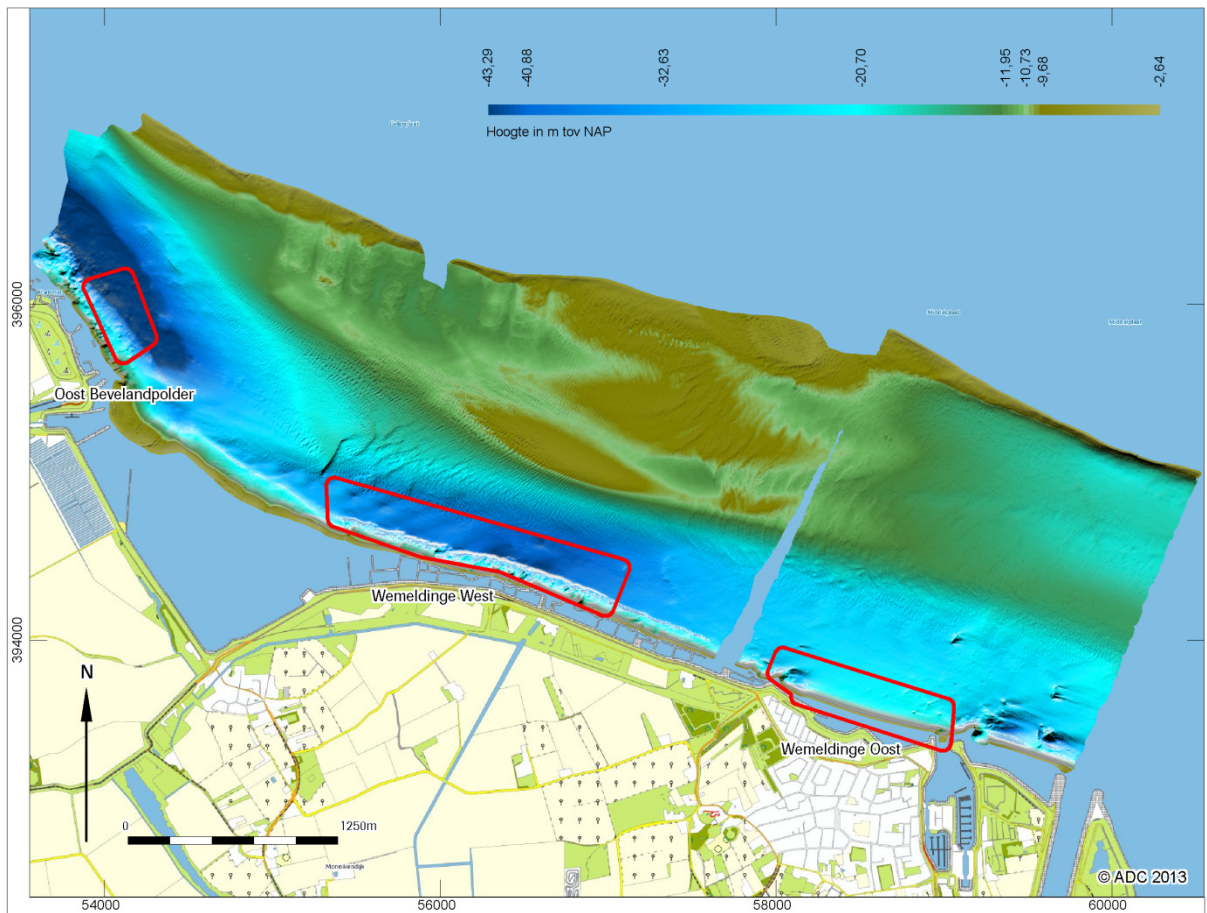 -43,29
-40,88
-32,63
-20,70
-11,95
-10,73
-9,68
-2,64
Hoogte in m tov NAP
396000
Oost Bevelandpolder
Wemeldinge West
394000
N
Wemeldinge Oost
0
1250m
Monnikendijk
© ADC 2013
54000
56000
58000
60000